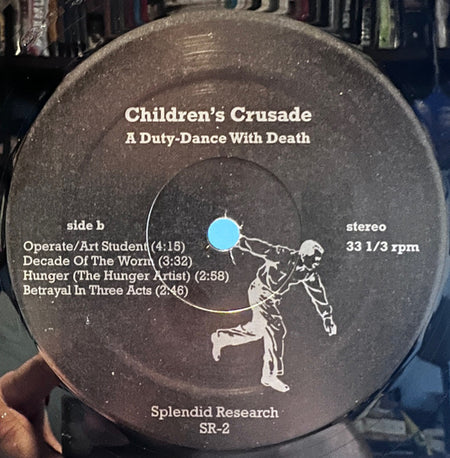 Children's Crusade
A Duty-Dance With Death
side b
stereo
Operate/Art Student (4:15)
33 1/3 rpm
Decade Of The Worm (3:32)
Hunger (The Hunger Artist) (2:58)
Betrayal In Three Acts (2:46)
Splendid Research
SR-2